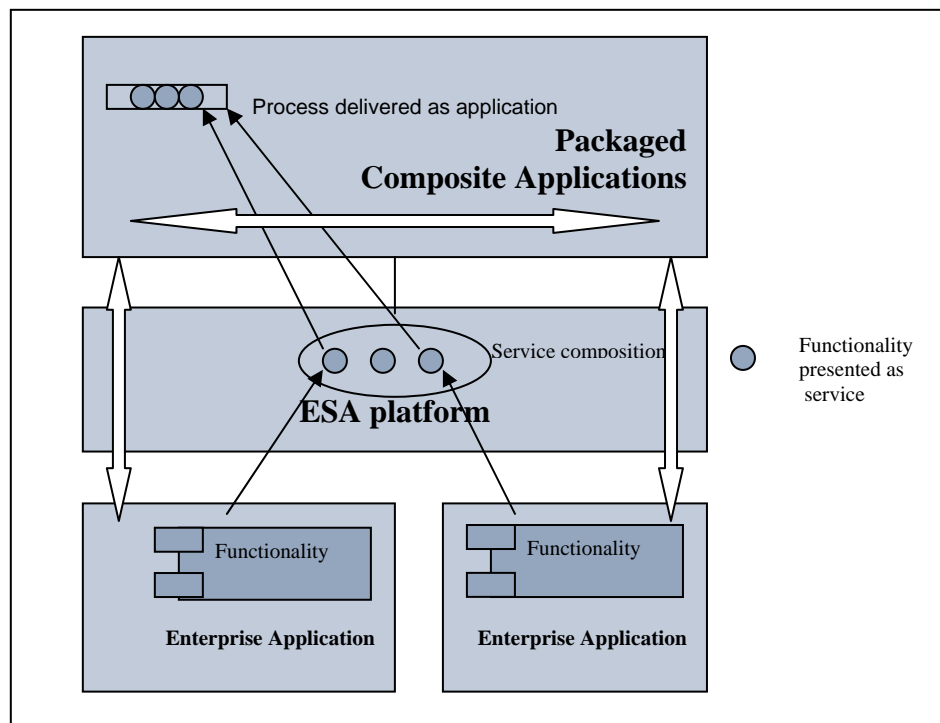 Process delivered as application
Packaged
Composite Applications
Service composition
ESA platform
Functionality
presented as
service
Functionality
Enterprise Application
Functionality
Enterprise Application